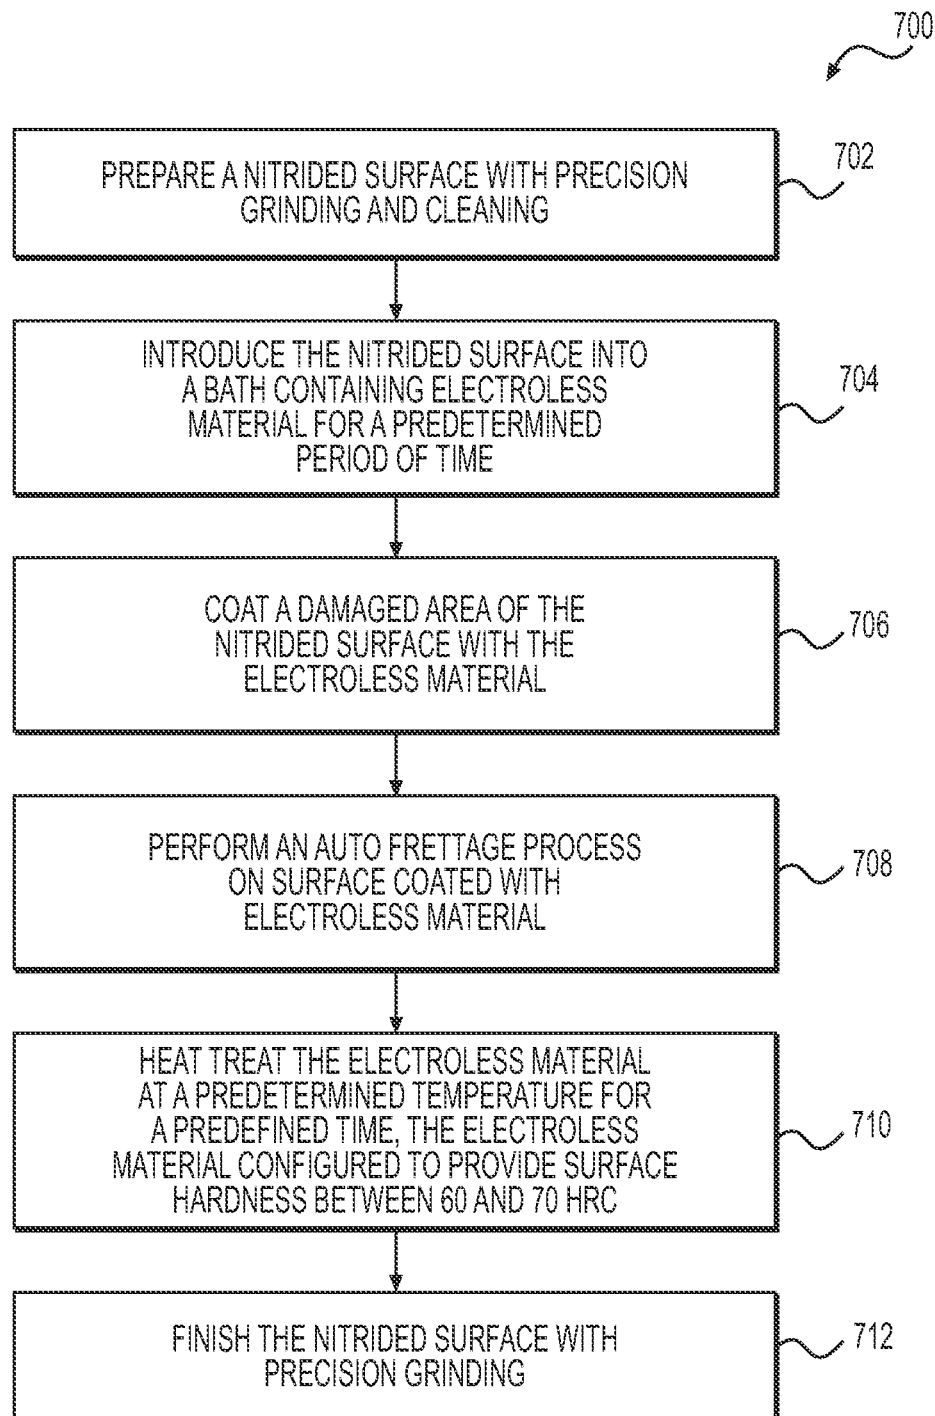 700
PREPARE A NITRIDED SURFACE WITH PRECISION
GRINDING AND CLEANING
702
INTRODUCE THE NITRIDED SURFACE INTO
A BATH CONTAINING ELECTROLESS
MATERIAL FOR A PREDETERMINED
PERIOD OF TIME
704
COAT A DAMAGED AREA OF THE
NITRIDED SURFACE WITH THE
ELECTROLESS MATERIAL
706
PERFORM AN AUTO FRETTAGE PROCESS
ON SURFACE COATED WITH
ELECTROLESS MATERIAL
708
HEAT TREAT THE ELECTROLESS MATERIAL
AT A PREDETERMINED TEMPERATURE FOR
A PREDEFINED TIME, THE ELECTROLESS
MATERIAL CONFIGURED TO PROVIDE SURFACE
HARDNESS BETWEEN 60 AND 70 HRC
710
FINISH THE NITRIDED SURFACE WITH
PRECISION GRINDING
712